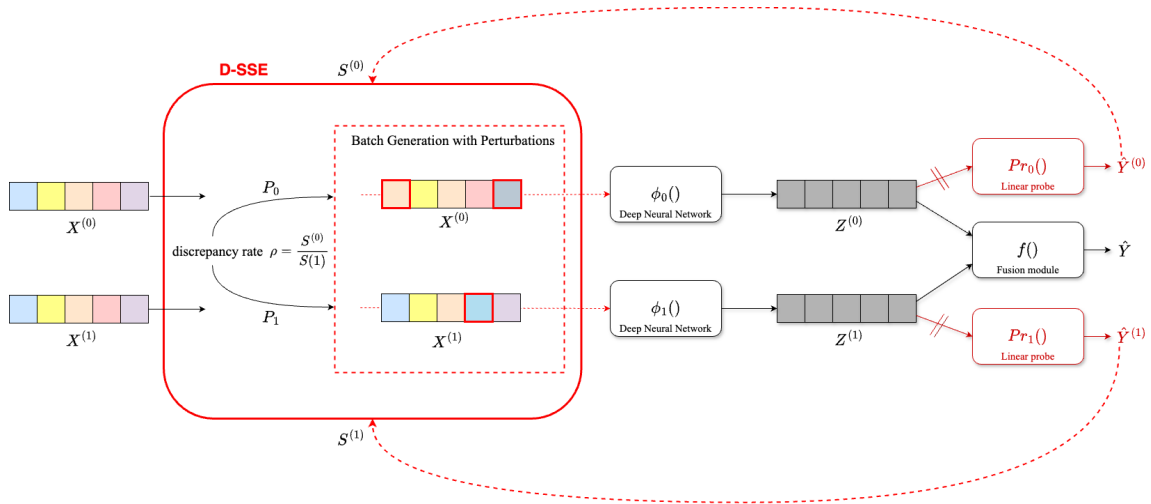 D-SSE
S^(0)
Batch Generation with Perturbations
P_0
X^(0)
X^(0)
discrepancy rate ρ = S^(0) / S(1)
X^(1)
P_1
X^(1)
S^(1)
ϕ_0()
Deep Neural Network
ϕ_1()
Deep Neural Network
Z^(0)
Z^(1)
Pr_0()
Linear probe
Ŷ^(0)
f()
Fusion module
Ŷ
Pr_1()
Linear probe
Ŷ^(1)